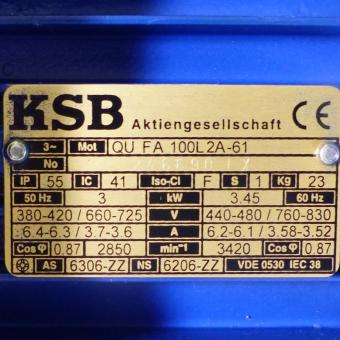 KSB Aktiengesellschaft CE
3~ Mot QU FA 100L 2A-61
No
IP 55 IC 41 Iso-Cl F S 1 Kg 23
50 Hz 3 kW 3.45 60 Hz
380-420 / 660-725 V 440-480 / 760-830
6.4-6.3 / 3.7-3.6 A 6.2-6.1 / 3.58-3.52
Cos φ 0.87 2850 min⁻¹ 3420 Cos φ 0.87
AS 6306-ZZ NS 6206-ZZ VDE 0530 IEC 38